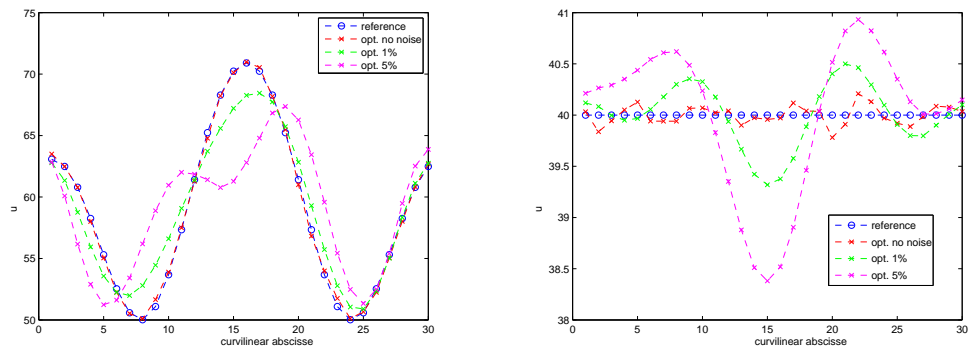 75
70
65
60
55
50
u
0 5 10 15 20 25 30
curvilinear abscisse
reference
opt. no noise
opt. 1%
opt. 5%
41
40.5
40
39.5
39
38.5
38
u
0 5 10 15 20 25 30
curvilinear abscisse
reference
opt. no noise
opt. 1%
opt. 5%